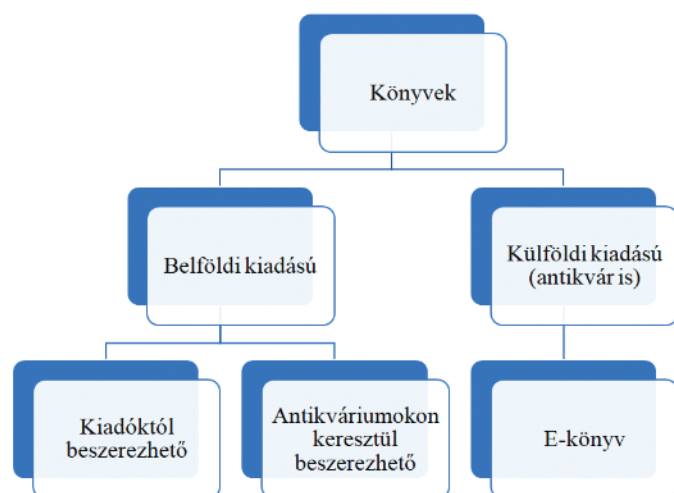 Könyvek
Belföldi kiadású
Külföldi kiadású
(antikvár is)
Kiadóktól
beszerezhető
Antikváriumokon
keresztül
beszerezhető
E-könyv